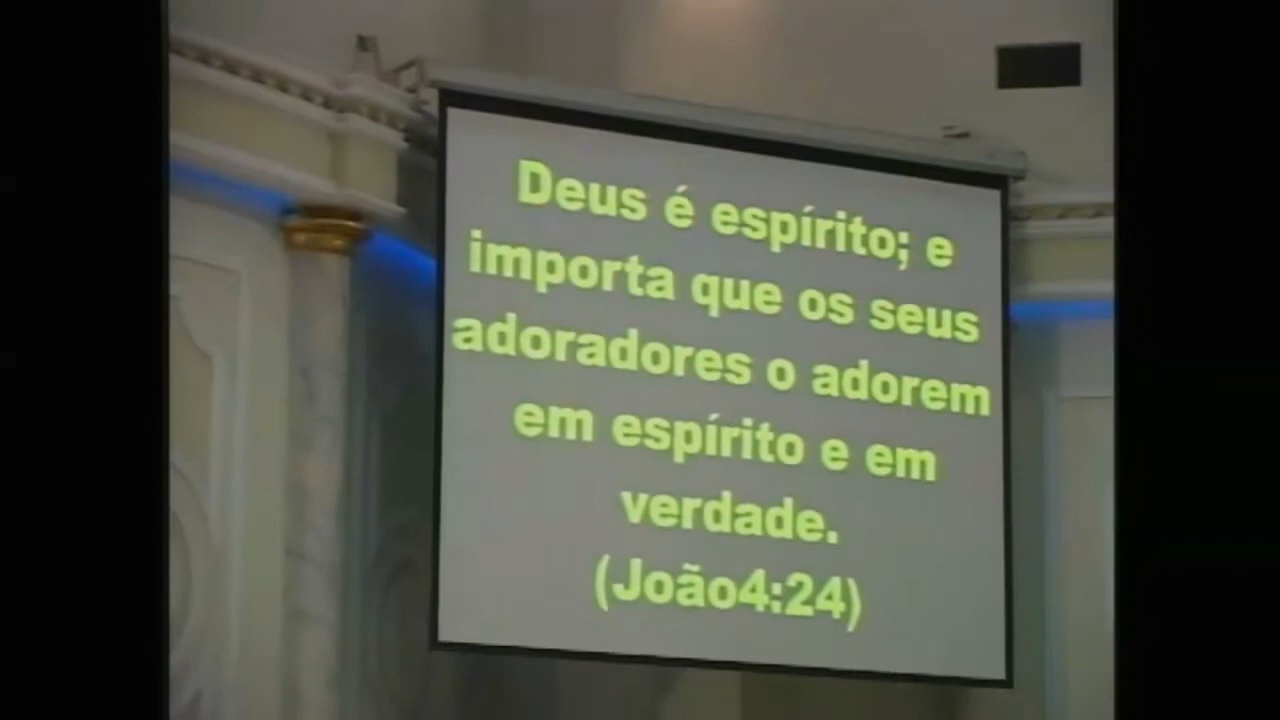 Deus é espírito; e
importa que os seus
adoradores o adorem
em espírito e em
verdade.
(João4:24)